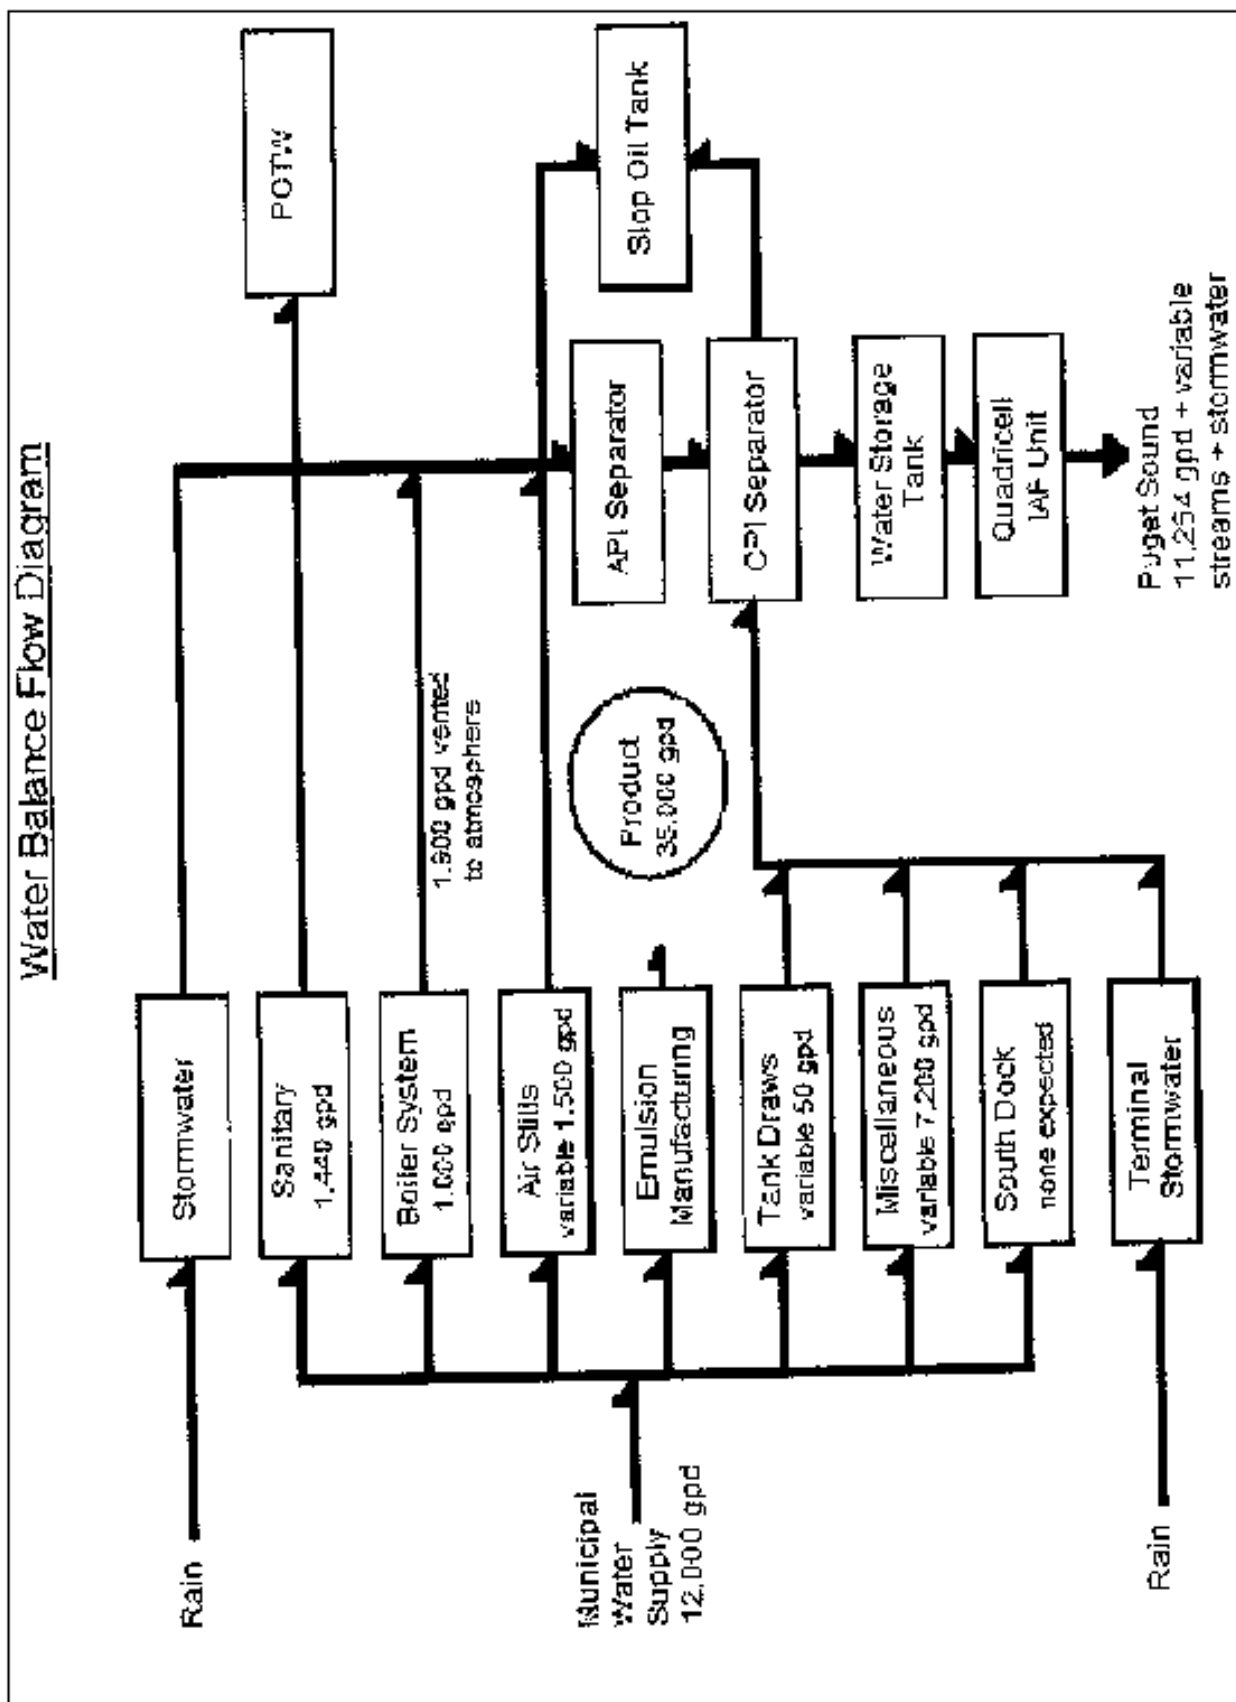 Water Balance Flow Diagram
Rain
Stormwater
Sanitary
1,440 gpd
POTW
Boiler System
1,000 gpd
1,900 gpd vented
to atmosphere
Air Stills
variable 1,500 gpd
Municipal
Water
Supply
12,000 gpd
Emulsion
Manufacturing
Product
35,000 gpd
API Separator
Slop Oil Tank
Tank Draws
variable 50 gpd
CPI Separator
Miscellaneous
variable 7,200 gpd
Water Storage
Tank
South Dock
none expected
Quadricell
IAF Unit
Rain
Terminal
Stormwater
Puget Sound
11,254 gpd + variable
streams + stormwater